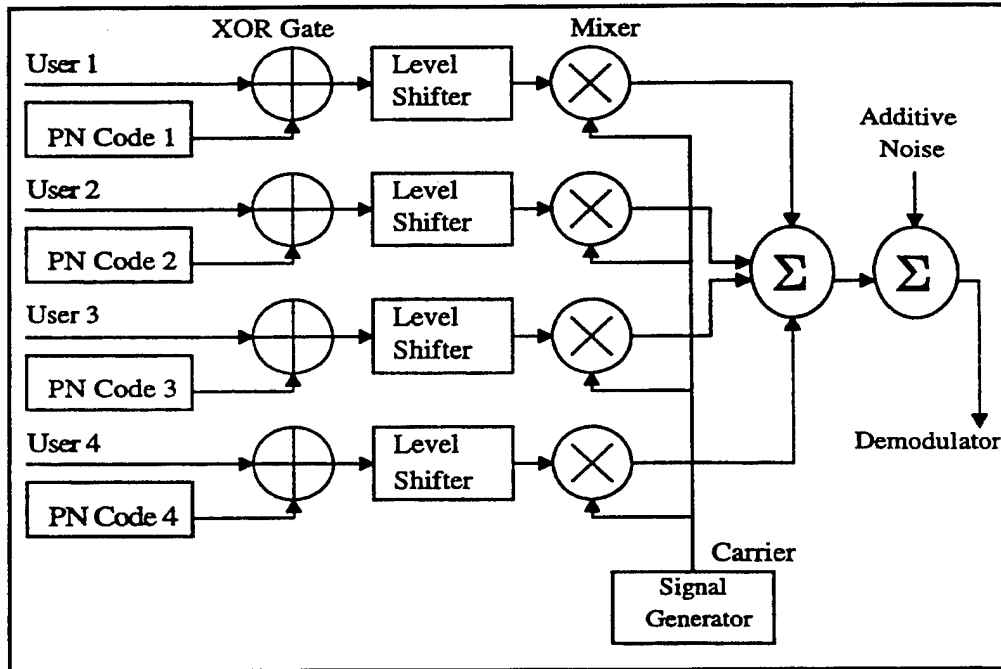 XOR Gate
Mixer
User 1
Level
Shifter
PN Code 1
Additive
Noise
User 2
Level
Shifter
PN Code 2
Σ
Σ
User 3
Level
Shifter
PN Code 3
User 4
Level
Shifter
Demodulator
PN Code 4
Carrier
Signal
Generator